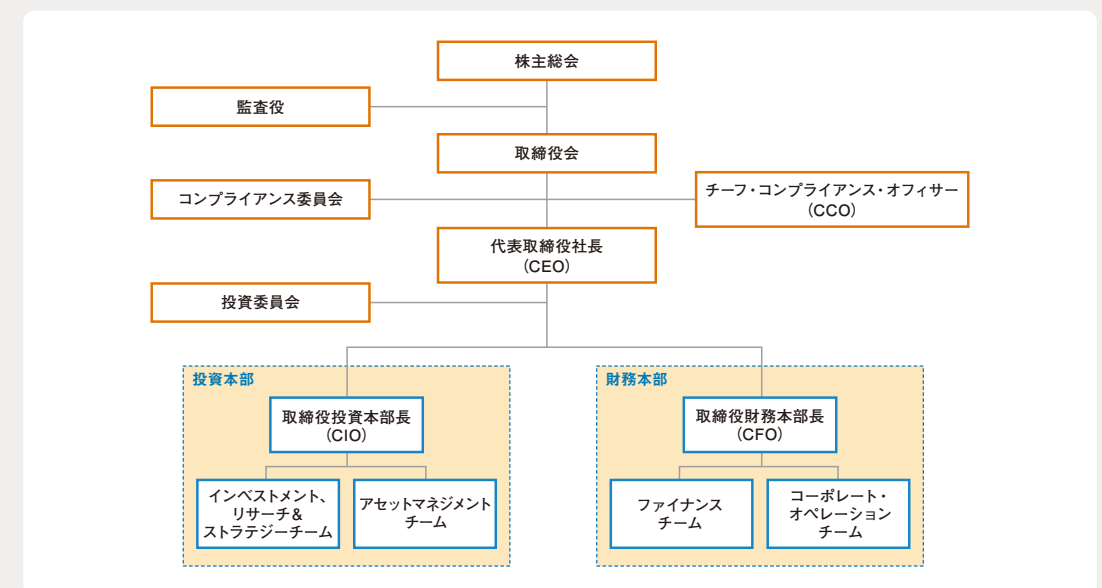 株主総会
監査役
取締役会
コンプライアンス委員会
チーフ・コンプライアンス・オフィサー
（CCO）
代表取締役社長
（CEO）
投資委員会
投資本部
取締役投資本部長
（CIO）
インベストメント、
リサーチ&
ストラテジーチーム
アセットマネジメント
チーム
財務本部
取締役財務本部長
（CFO）
ファイナンス
チーム
コーポレート・
オペレーション
チーム